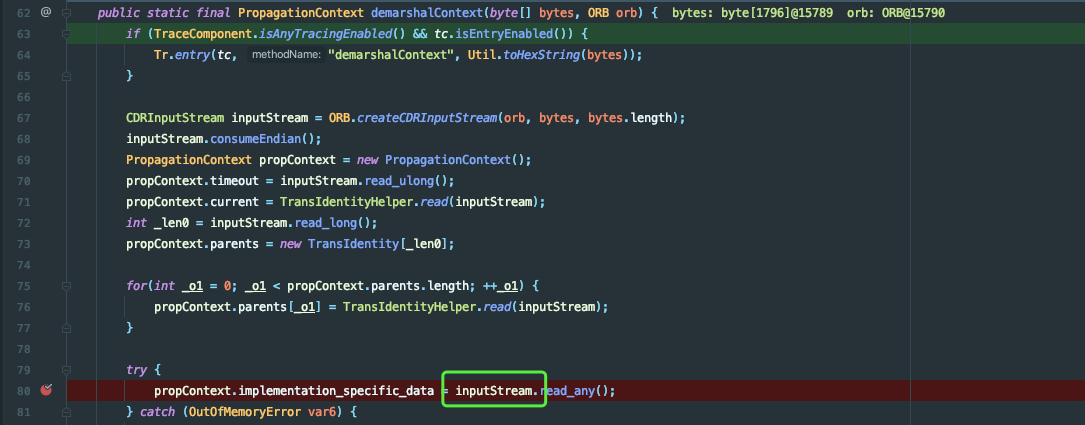 62 @ public static final PropagationContext demarshalContext(byte[] bytes, ORB orb) { bytes: byte[1796]@15789 orb: ORB@15790
63 if (TraceComponent.isAnyTracingEnabled() && tc.isEntryEnabled()) {
64 Tr.entry(tc, methodName: "demarshalContext", Util.toHexString(bytes));
65 }
66
67 CDRInputStream inputStream = ORB.createCDRInputStream(orb, bytes, bytes.length);
68 inputStream.consumeEndian();
69 PropagationContext propContext = new PropagationContext();
70 propContext.timeout = inputStream.read_ulong();
71 propContext.current = TransIdentityHelper.read(inputStream);
72 int _len0 = inputStream.read_long();
73 propContext.parents = new TransIdentity[_len0];
74
75 for(int _o1 = 0; _o1 < propContext.parents.length; ++_o1) {
76 propContext.parents[_o1] = TransIdentityHelper.read(inputStream);
77 }
78
79 try {
80 propContext.implementation_specific_data = inputStream.read_any();
81 } catch (OutOfMemoryError var6) {